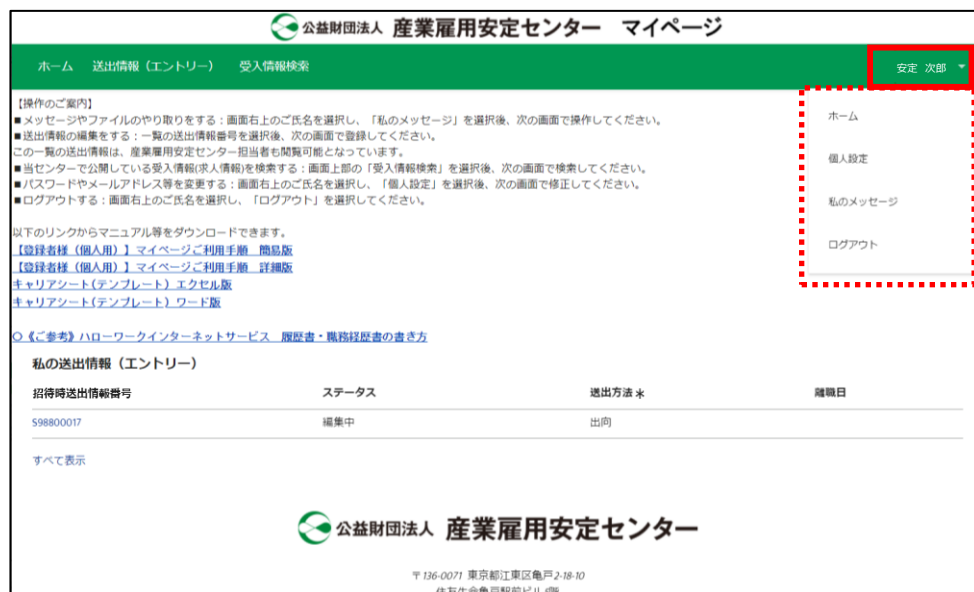 公益財団法人 産業雇用安定センター マイページ
ホーム 送出情報（エントリー） 受入情報検索 安定 次郎
ホーム
個人設定
私のメッセージ
ログアウト
【操作のご案内】
■メッセージやファイルのやり取りをする：画面右上のご氏名を選択し、「私のメッセージ」を選択後、次の画面で操作してください。
■送出情報の編集をする：一覧の送出情報番号を選択後、次の画面で登録してください。
この一覧の送出情報は、産業雇用安定センター担当者も閲覧可能となっています。
■当センターで公開している受入情報(求人情報)を検索する：画面上部の「受入情報検索」を選択後、次の画面で検索してください。
■パスワードやメールアドレス等を変更する：画面右上のご氏名を選択し、「個人設定」を選択後、次の画面で修正してください。
■ログアウトする：画面右上のご氏名を選択し、「ログアウト」を選択してください。
以下のリンクからマニュアル等をダウンロードできます。
【登録者様（個人用）】マイページご利用手順 簡易版
【登録者様（個人用）】マイページご利用手順 詳細版
キャリアシート(テンプレート）エクセル版
キャリアシート(テンプレート）ワード版
○《ご参考》ハローワークインターネットサービス 履歴書・職務経歴書の書き方
私の送出情報（エントリー）
招待時送出情報番号 ステータス 送出方法＊ 離職日
S98800017 編集中 出向
すべて表示
公益財団法人 産業雇用安定センター
〒136-0071 東京都江東区亀戸2-18-10